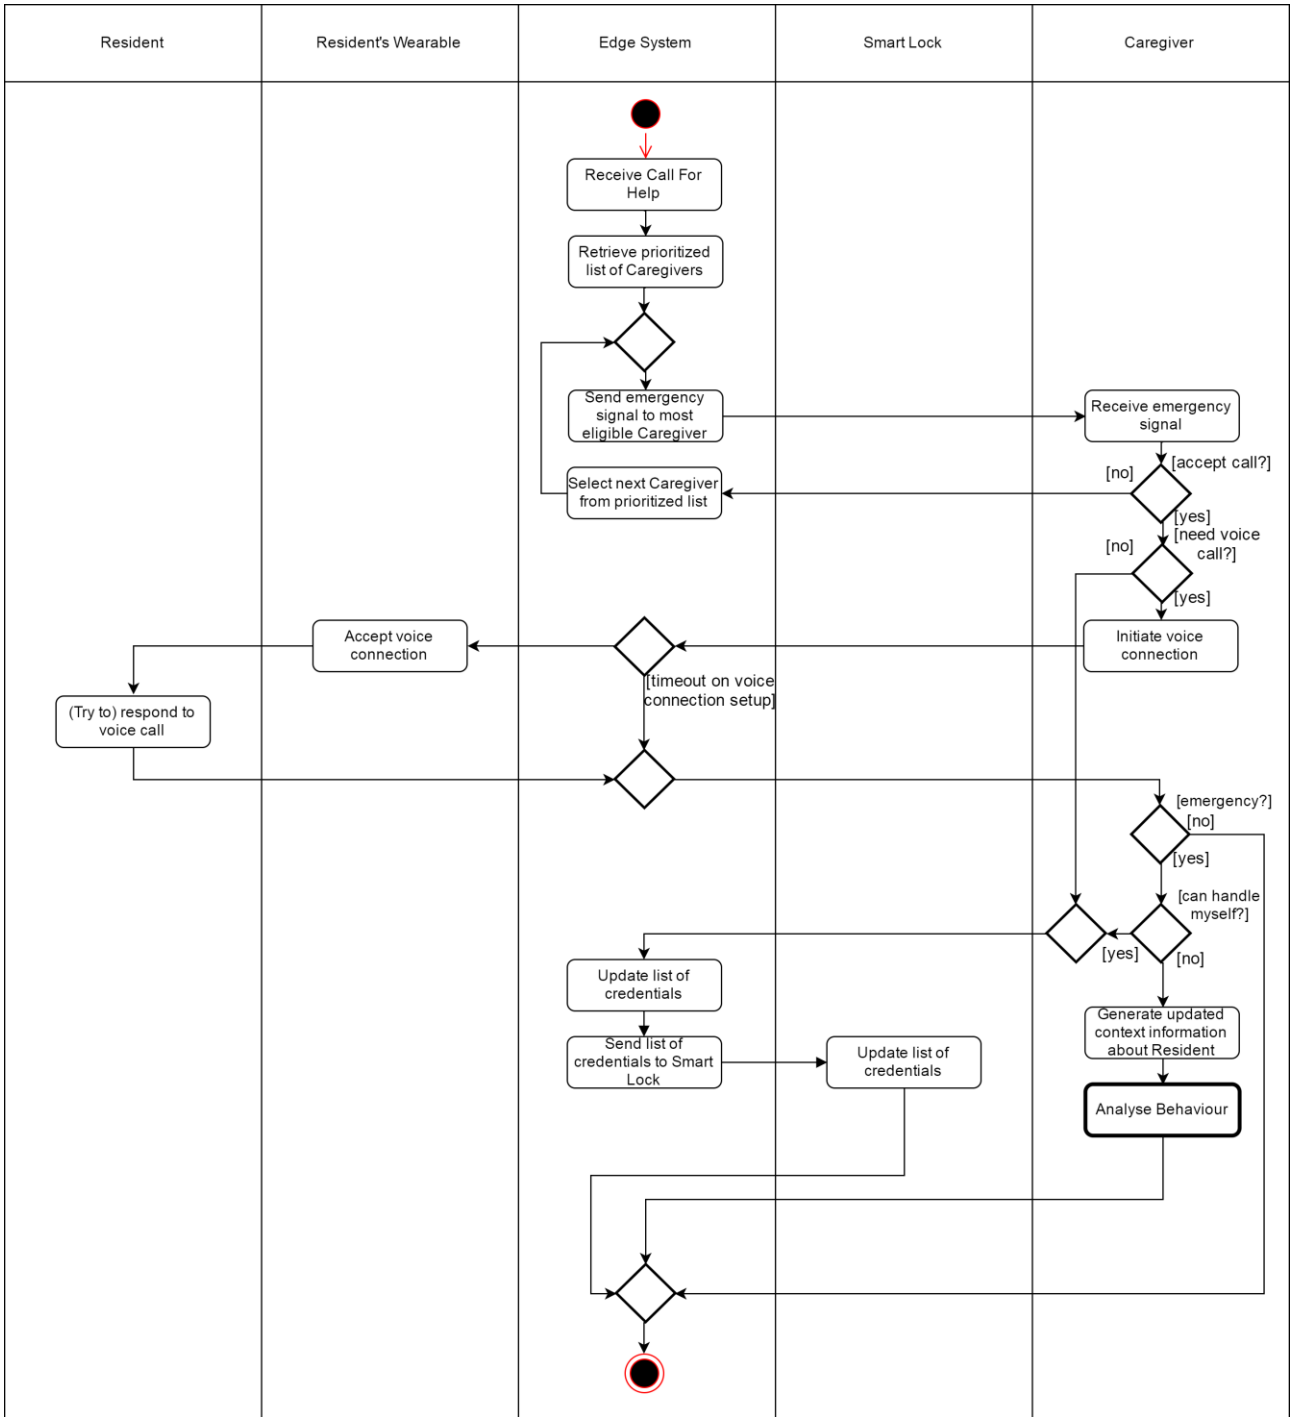 Resident
Resident's Wearable
Edge System
Smart Lock
Caregiver
Receive Call For
Help
Retrieve prioritized
list of Caregivers
Send emergency
signal to most
eligible Caregiver
Receive emergency
signal
[accept call?]
[no]
Select next Caregiver
from prioritized list
[yes]
[need voice
call?]
[no]
[yes]
Accept voice
connection
Initiate voice
connection
[timeout on voice
connection setup]
(Try to) respond to
voice call
[emergency?]
[no]
[yes]
[can handle
myself?]
[yes]
[no]
Update list of
credentials
Generate updated
context information
about Resident
Send list of
credentials to Smart
Lock
Update list of
credentials
Analyse Behaviour